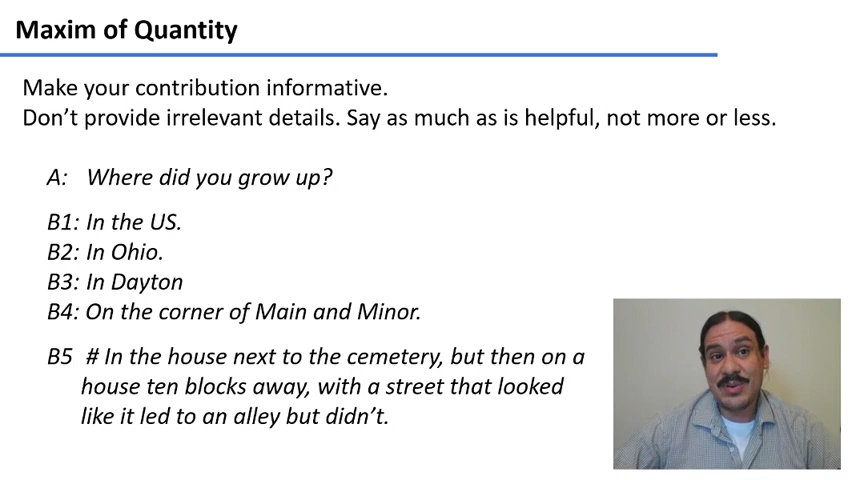 Maxim of Quantity
Make your contribution informative.
Don’t provide irrelevant details. Say as much as is helpful, not more or less.
A: Where did you grow up?
B1: In the US.
B2: In Ohio.
B3: In Dayton
B4: On the corner of Main and Minor.
B5 # In the house next to the cemetery, but then on a
house ten blocks away, with a street that looked
like it led to an alley but didn’t.